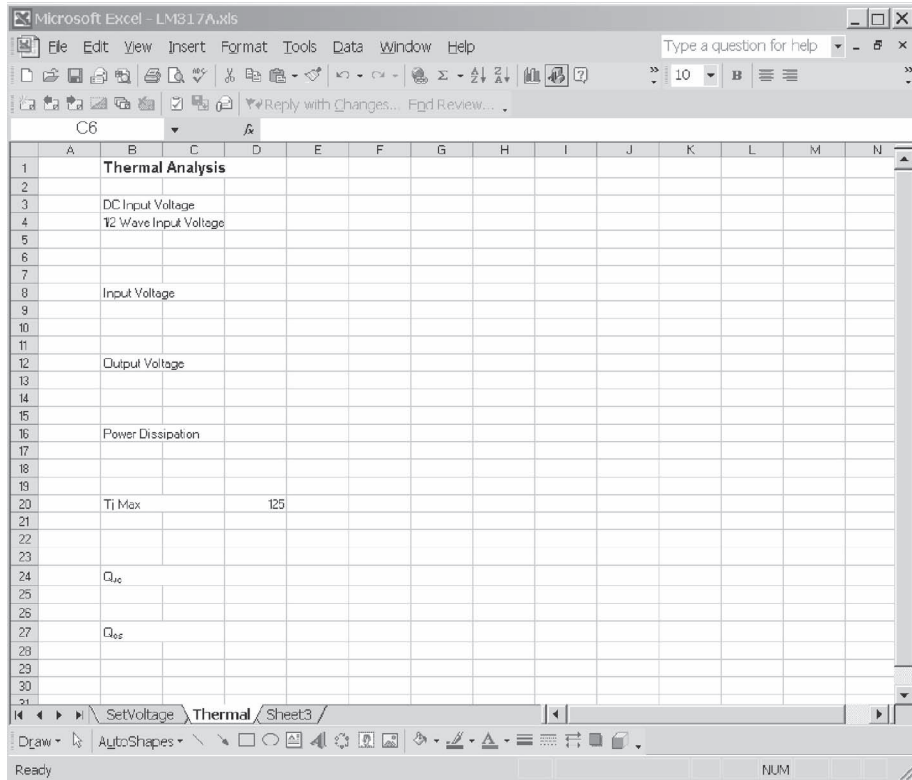 Microsoft Excel - LM317A.xls
File Edit View Insert Format Tools Data Window Help Type a question for help
10 B
Reply with Changes... End Review...
C6 fx
A B C D E F G H I J K L M N
1 Thermal Analysis
2
3 DC Input Voltage
4 1/2 Wave Input Voltage
5
6
7
8 Input Voltage
9
10
11
12 Output Voltage
13
14
15
16 Power Dissipation
17
18
19
20 Tj Max 125
21
22
23
24 QJC
25
26
27 Qcs
28
29
30
31
SetVoltage Thermal Sheet3
Draw AutoShapes
Ready NUM